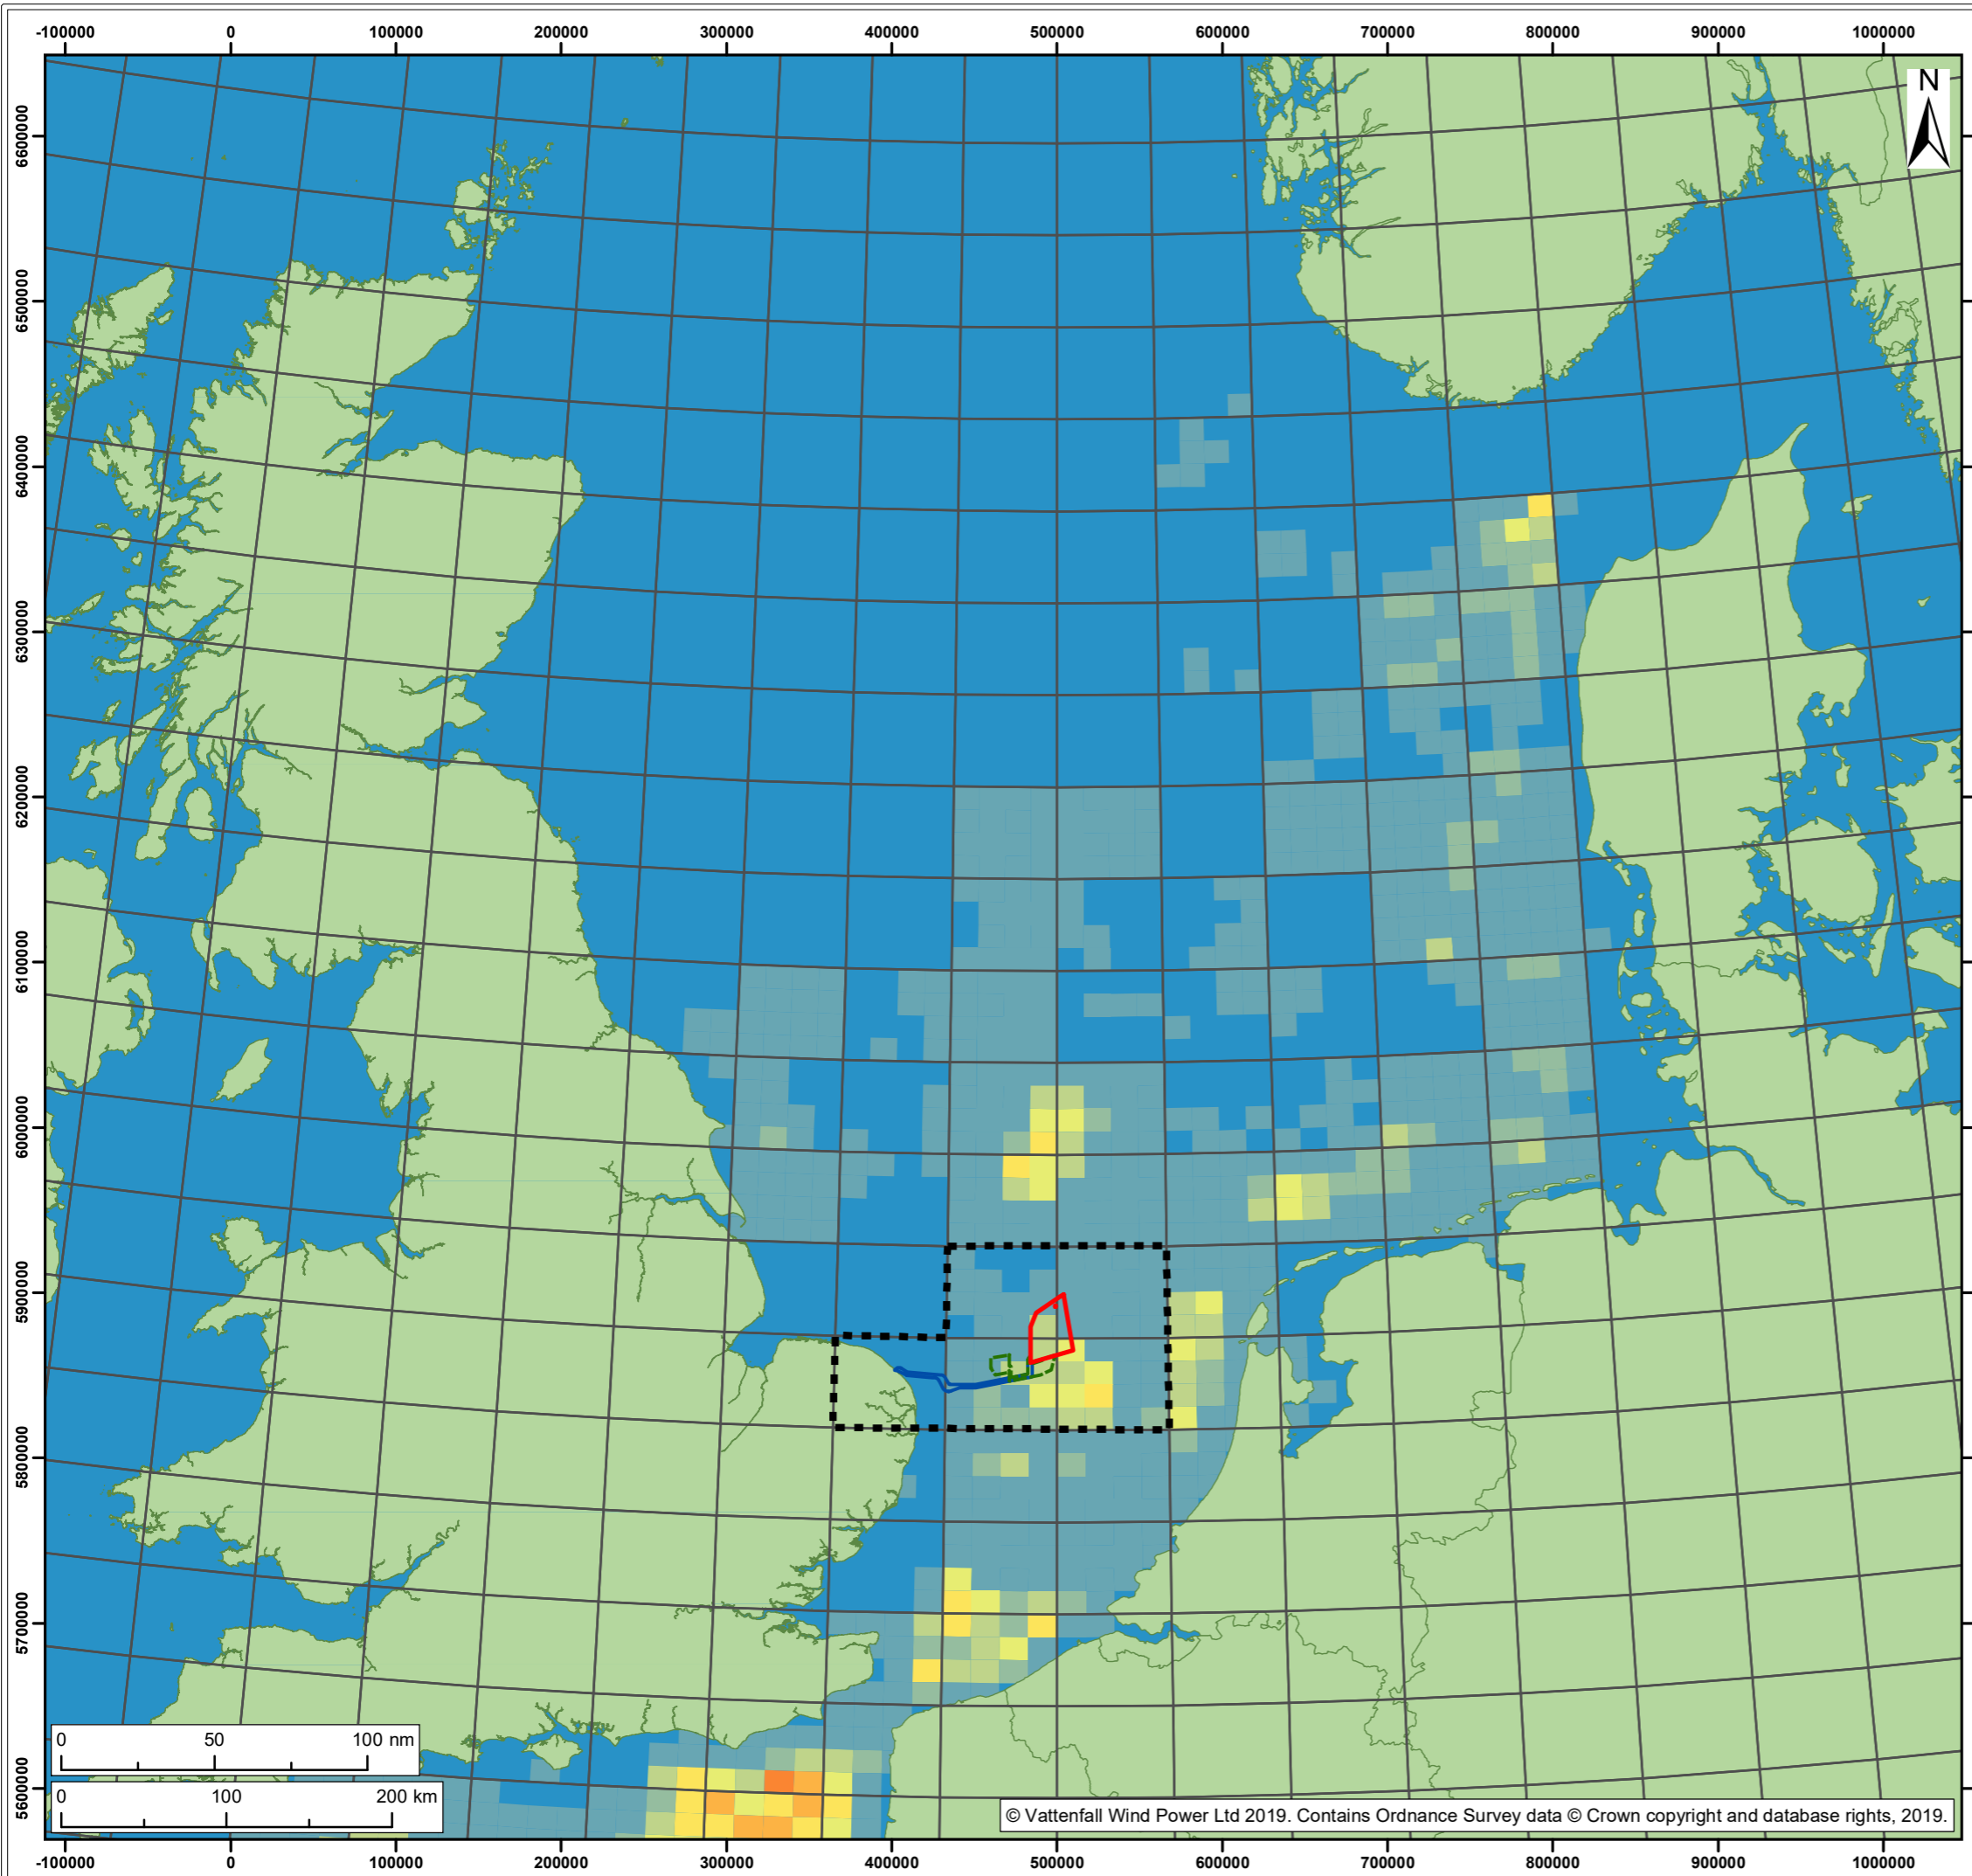 -100000 0 100000 200000 300000 400000 500000 600000 700000 800000 900000 1000000
N
6600000
6500000
6400000
6300000
6200000
6100000
6000000
5900000
5800000
5700000
5600000
0 50 100 nm
0 100 200 km
© Vattenfall Wind Power Ltd 2019. Contains Ordnance Survey data © Crown copyright and database rights, 2019.
-100000 0 100000 200000 300000 400000 500000 600000 700000 800000 900000 1000000